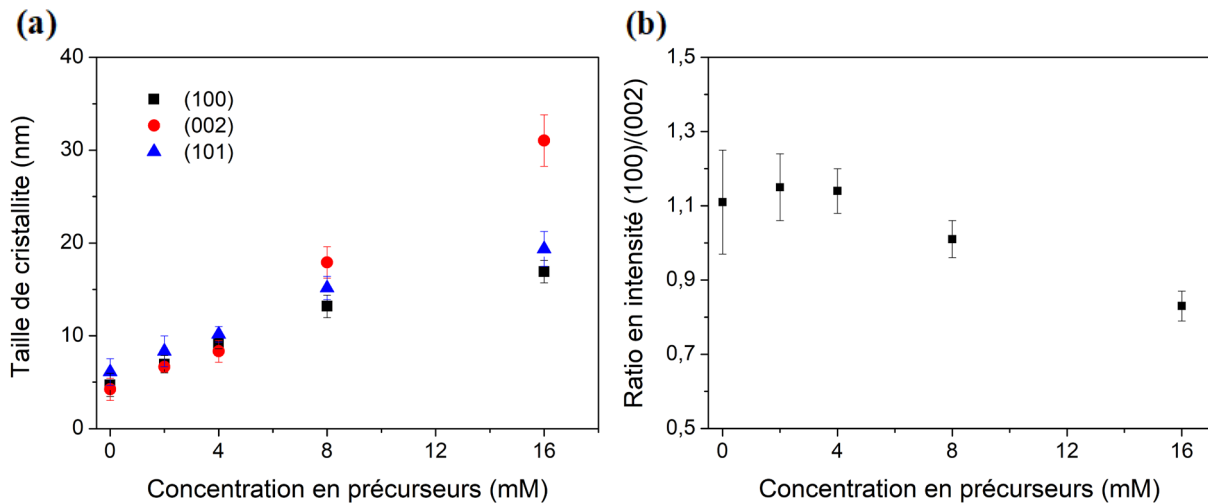 (a)
40
30
20
10
0
Taille de cristallite (nm)
(100)
(002)
(101)
0 4 8 12 16
Concentration en précurseurs (mM)
(b)
1,5
1,3
1,1
0,9
0,7
0,5
Ratio en intensité (100)/(002)
0 4 8 12 16
Concentration en précurseurs (mM)